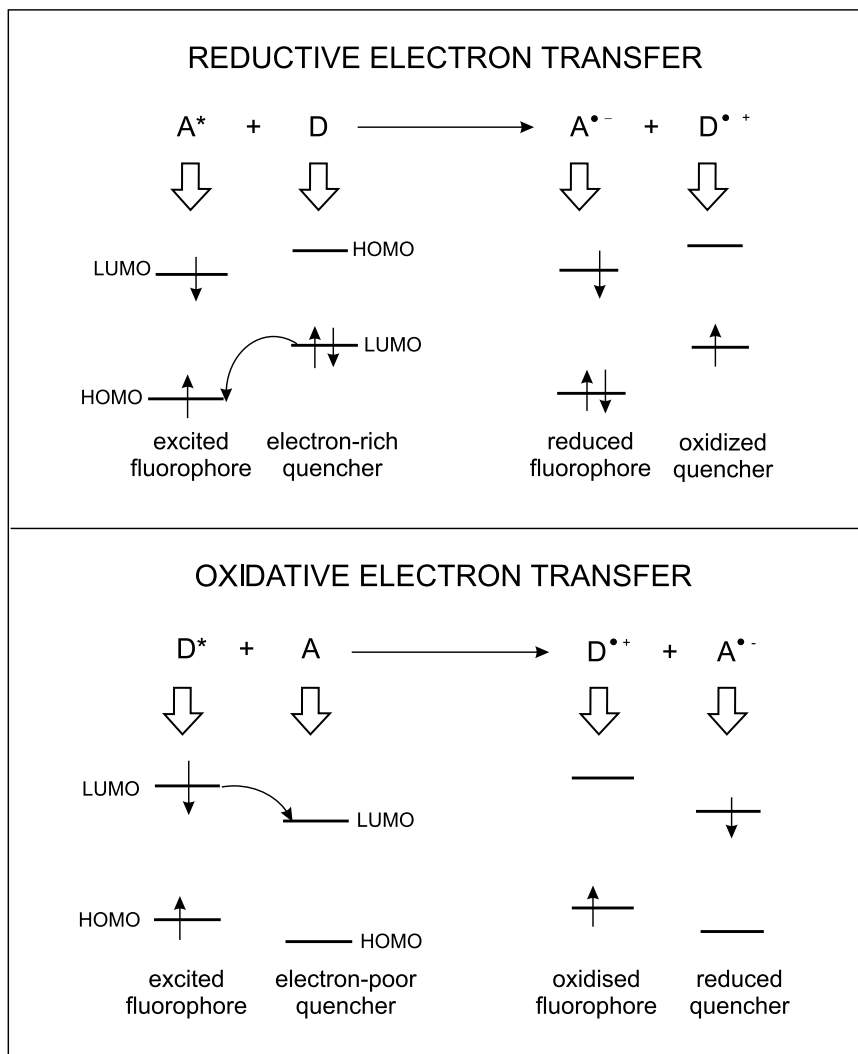 REDUCTIVE ELECTRON TRANSFER
A* + D A•– + D•+
HOMO
LUMO
LUMO
HOMO
excited fluorophore
electron-rich quencher
reduced fluorophore
oxidized quencher
OXIDATIVE ELECTRON TRANSFER
D* + A D•+ + A•-
LUMO
LUMO
HOMO
HOMO
excited fluorophore
electron-poor quencher
oxidised fluorophore
reduced quencher